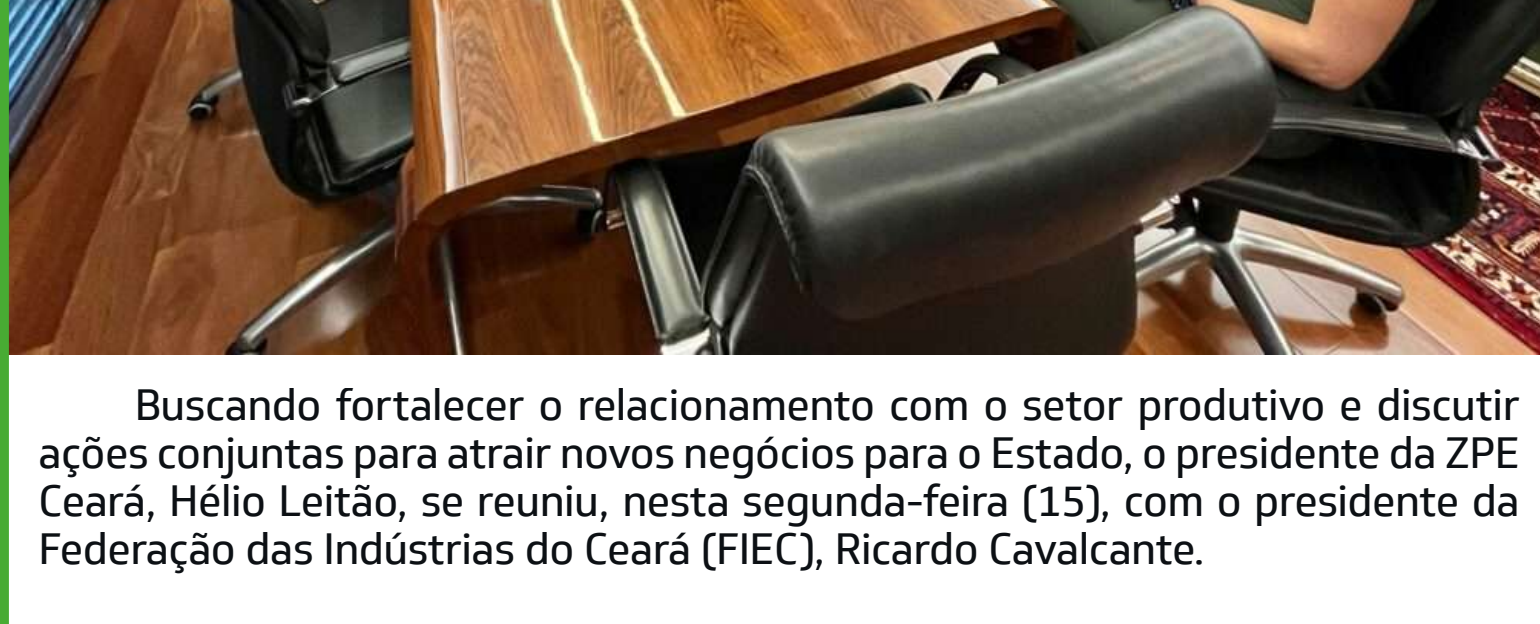 Buscando fortalecer o relacionamento com o setor produtivo e discutir
ações conjuntas para atrair novos negócios para o Estado, o presidente da ZPE
Ceará, Hélio Leitão, se reuniu, nesta segunda-feira (15), com o presidente da
Federação das Indústrias do Ceará (FIEC), Ricardo Cavalcante.